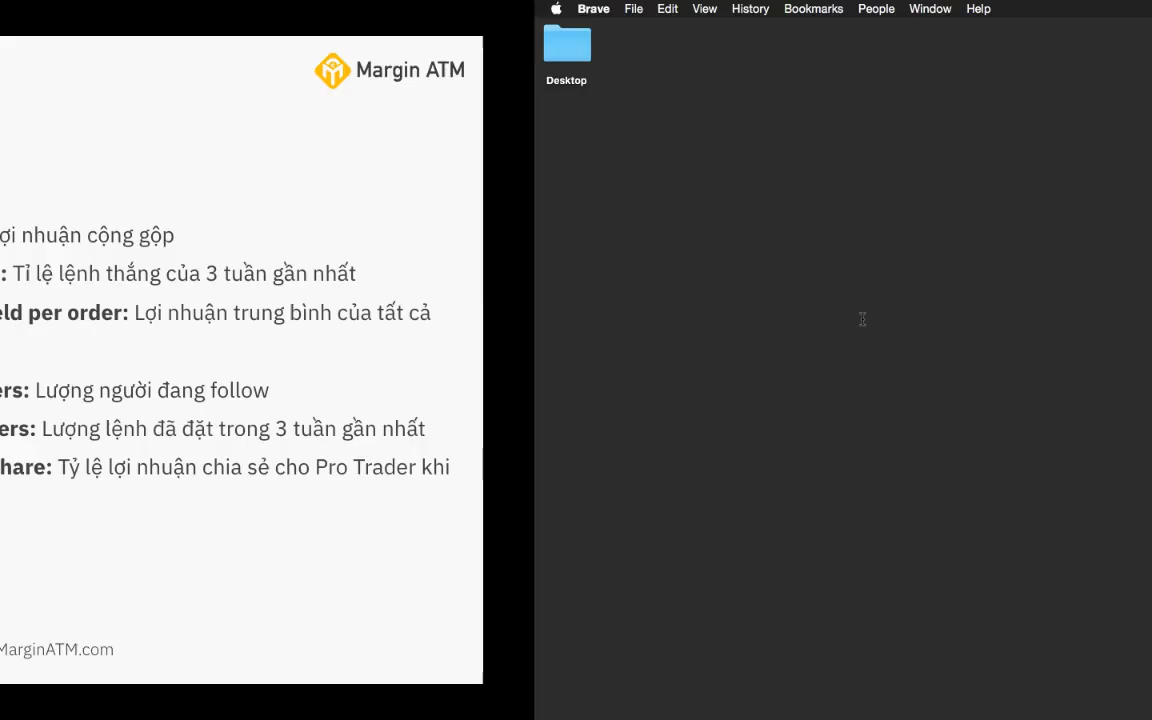 Margin ATM
ợi nhuận cộng gộp
: Tỉ lệ lệnh thắng của 3 tuần gần nhất
eld per order: Lợi nhuận trung bình của tất cả
ers: Lượng người đang follow
ers: Lượng lệnh đã đặt trong 3 tuần gần nhất
hare: Tỷ lệ lợi nhuận chia sẻ cho Pro Trader khi
MarginATM.com
Brave File Edit View History Bookmarks People Window Help
Desktop